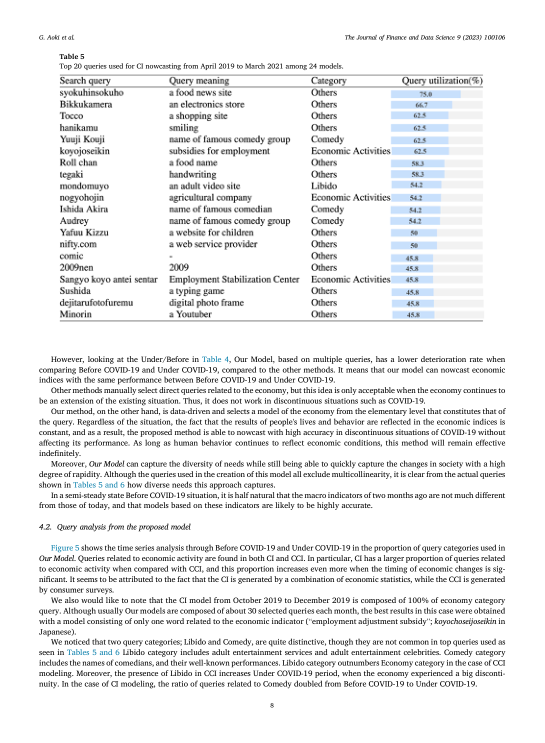 G. Aoki et al.
The Journal of Finance and Data Science 9 (2023) 100106
Table 5
Top 20 queries used for CI nowcasting from April 2019 to March 2021 among 24 models.
Search query Query meaning Category Query utilization(%)
syokuhinsokuho a food news site Others 75.0
Bikkukamera an electronics store Others 66.7
Tocco a shopping site Others 62.5
hanikamu smiling Others 62.5
Yuuji Kouji name of famous comedy group Comedy 62.5
koyojoseikin subsidies for employment Economic Activities 62.5
Roll chan a food name Others 58.3
tegaki handwriting Others 58.3
mondomuyo an adult video site Libido 54.2
nogyohojin agricultural company Economic Activities 54.2
Ishida Akira name of famous comedian Comedy 54.2
Audrey name of famous comedy group Comedy 54.2
Yafuu Kizzu a website for children Others 50
nifty.com a web service provider Others 50
comic - Others 45.8
2009nen 2009 Others 45.8
Sangyo koyo antei sentar Employment Stabilization Center Economic Activities 45.8
Sushida a typing game Others 45.8
dejitarufotofuremu digital photo frame Others 45.8
Minorin a Youtuber Others 45.8
However, looking at the Under/Before in Table 4, Our Model, based on multiple queries, has a lower deterioration rate when
comparing Before COVID-19 and Under COVID-19, compared to the other methods. It means that our model can nowcast economic
indices with the same performance between Before COVID-19 and Under COVID-19.
Other methods manually select direct queries related to the economy, but this idea is only acceptable when the economy continues to
be an extension of the existing situation. Thus, it does not work in discontinuous situations such as COVID-19.
Our method, on the other hand, is data-driven and selects a model of the economy from the elementary level that constitutes that of
the query. Regardless of the situation, the fact that the results of people's lives and behavior are reflected in the economic indices is
constant, and as a result, the proposed method is able to nowcast with high accuracy in discontinuous situations of COVID-19 without
affecting its performance. As long as human behavior continues to reflect economic conditions, this method will remain effective
indefinitely.
Moreover, Our Model can capture the diversity of needs while still being able to quickly capture the changes in society with a high
degree of rapidity. Although the queries used in the creation of this model all exclude multicollinearity, it is clear from the actual queries
shown in Tables 5 and 6 how diverse needs this approach captures.
In a semi-steady state Before COVID-19 situation, it is half natural that the macro indicators of two months ago are not much different
from those of today, and that models based on these indicators are likely to be highly accurate.
4.2. Query analysis from the proposed model
Figure 5 shows the time series analysis through Before COVID-19 and Under COVID-19 in the proportion of query categories used in
Our Model. Queries related to economic activity are found in both CI and CCI. In particular, CI has a larger proportion of queries related
to economic activity when compared with CCI, and this proportion increases even more when the timing of economic changes is sig-
nificant. It seems to be attributed to the fact that the CI is generated by a combination of economic statistics, while the CCI is generated
by consumer surveys.
We also would like to note that the CI model from October 2019 to December 2019 is composed of 100% of economy category
query. Although usually Our models are composed of about 30 selected queries each month, the best results in this case were obtained
with a model consisting of only one word related to the economic indicator ("employment adjustment subsidy"; koyochoseijoseikin in
Japanese).
We noticed that two query categories; Libido and Comedy, are quite distinctive, though they are not common in top queries used as
seen in Tables 5 and 6 Libido category includes adult entertainment services and adult entertainment celebrities. Comedy category
includes the names of comedians, and their well-known performances. Libido category outnumbers Economy category in the case of CCI
modeling. Moreover, the presence of Libido in CCI increases Under COVID-19 period, when the economy experienced a big disconti-
nuity. In the case of CI modeling, the ratio of queries related to Comedy doubled from Before COVID-19 to Under COVID-19.
8